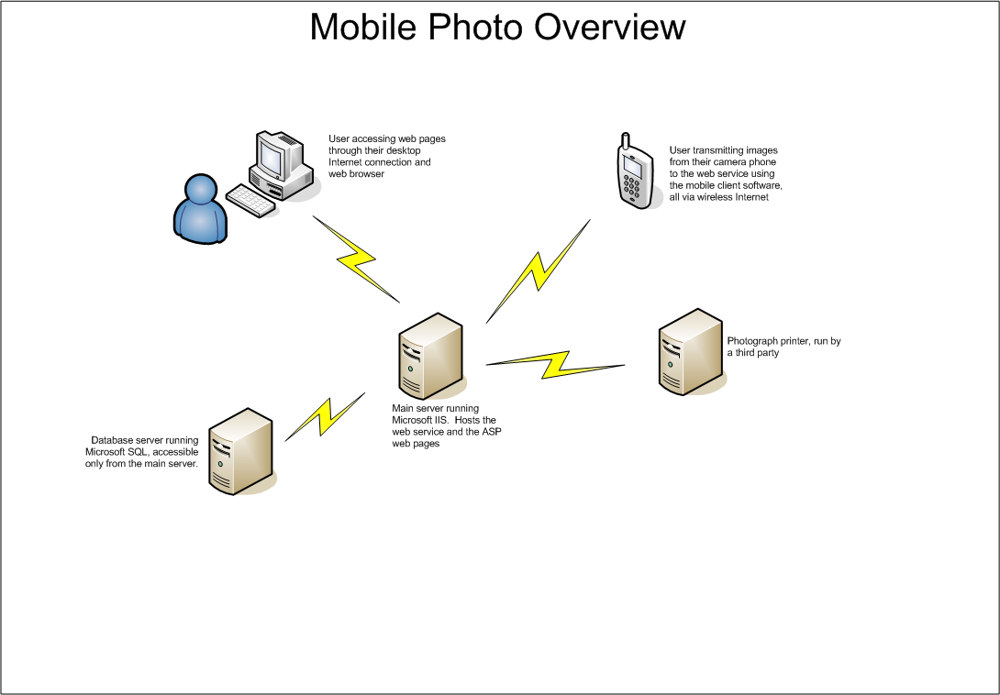 Mobile Photo Overview
User accessing web pages
through their desktop
Internet connection and
web browser
User transmitting images
from their camera phone
to the web service using
the mobile client software,
all via wireless Internet
Photograph printer, run by
a third party
Main server running
Microsoft IIS.  Hosts the
web service and the ASP
web pages
Database server running
Microsoft SQL, accessible
only from the main server.